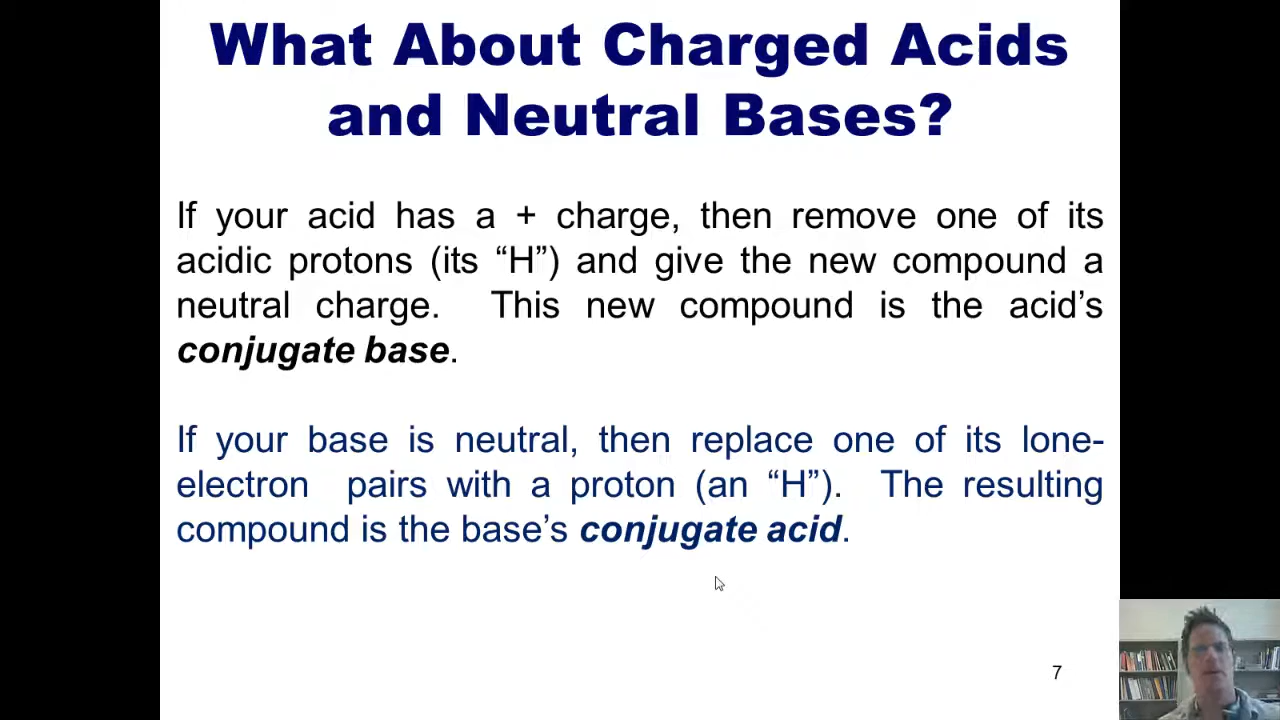 What About Charged Acids
and Neutral Bases?
If your acid has a + charge, then remove one of its
acidic protons (its “H”) and give the new compound a
neutral charge. This new compound is the acid’s
conjugate base.
If your base is neutral, then replace one of its lone-
electron pairs with a proton (an “H”). The resulting
compound is the base’s conjugate acid.
7